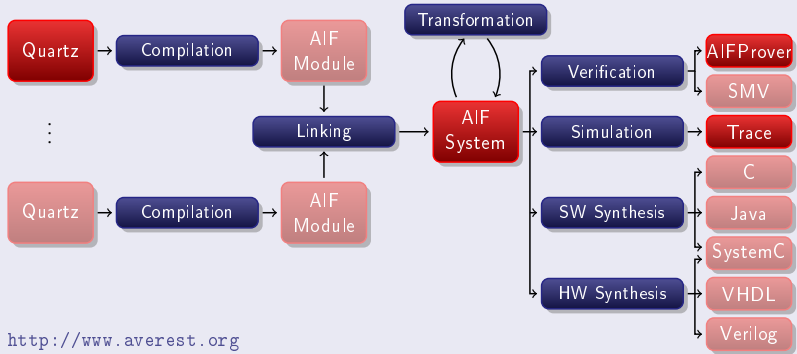 Transformation
Quartz
Compilation
AIF
Module
AIFProver
Verification
SMV
Linking
AIF
System
Simulation
Trace
C
Quartz
Compilation
AIF
Module
SW Synthesis
Java
SystemC
HW Synthesis
VHDL
Verilog
http://www.averest.org